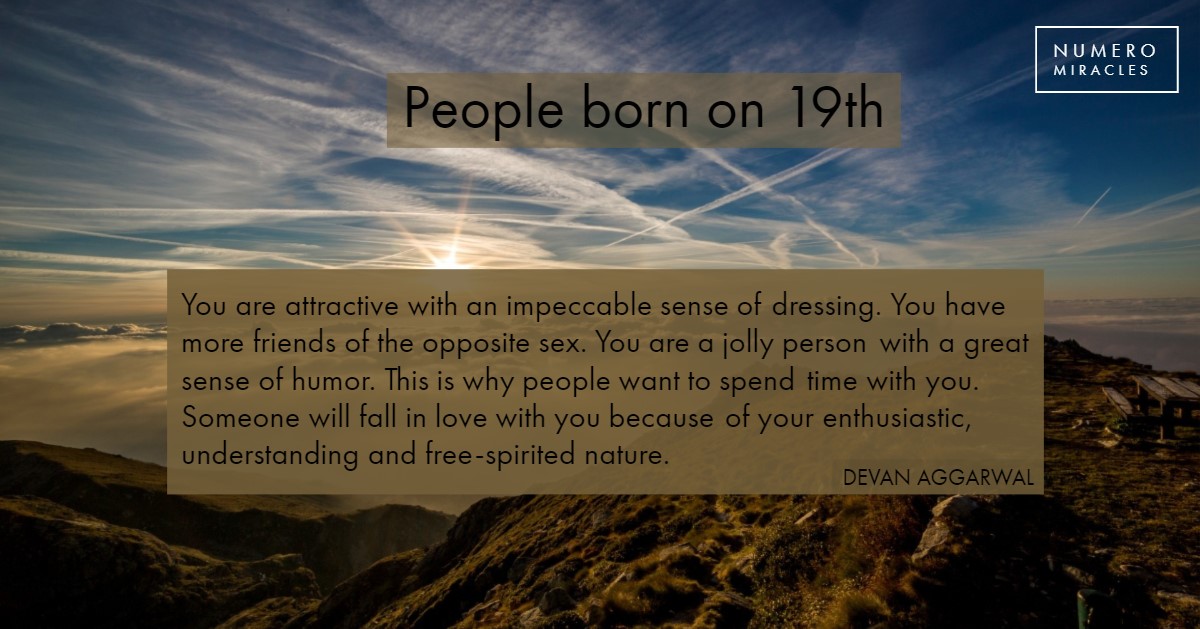 NUMERO
MIRACLES
People born on 19th
You are attractive with an impeccable sense of dressing. You have
more friends of the opposite sex. You are a jolly person with a great
sense of humor. This is why people want to spend time with you.
Someone will fall in love with you because of your enthusiastic,
understanding and free-spirited nature.
DEVAN AGGARWAL